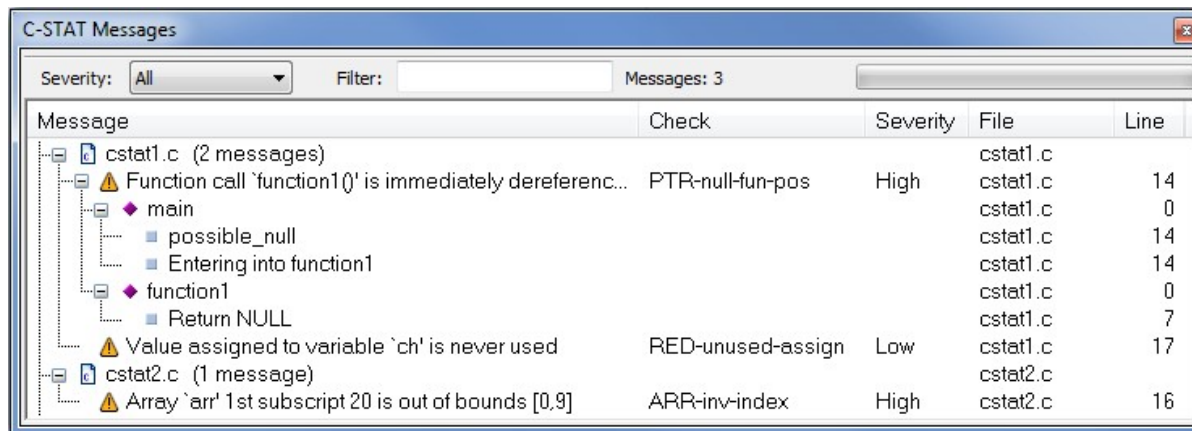 C-STAT Messages
Severity: All Filter: Messages: 3
Message Check Severity File Line
cstat1.c (2 messages) cstat1.c
Function call `function1()' is immediately dereferenc... PTR-null-fun-pos High cstat1.c 14
main cstat1.c 0
possible_null cstat1.c 14
Entering into function1 cstat1.c 14
function1 cstat1.c 0
Return NULL cstat1.c 7
Value assigned to variable `ch' is never used RED-unused-assign Low cstat1.c 17
cstat2.c (1 message) cstat2.c
Array `arr' 1st subscript 20 is out of bounds [0,9] ARR-inv-index High cstat2.c 16